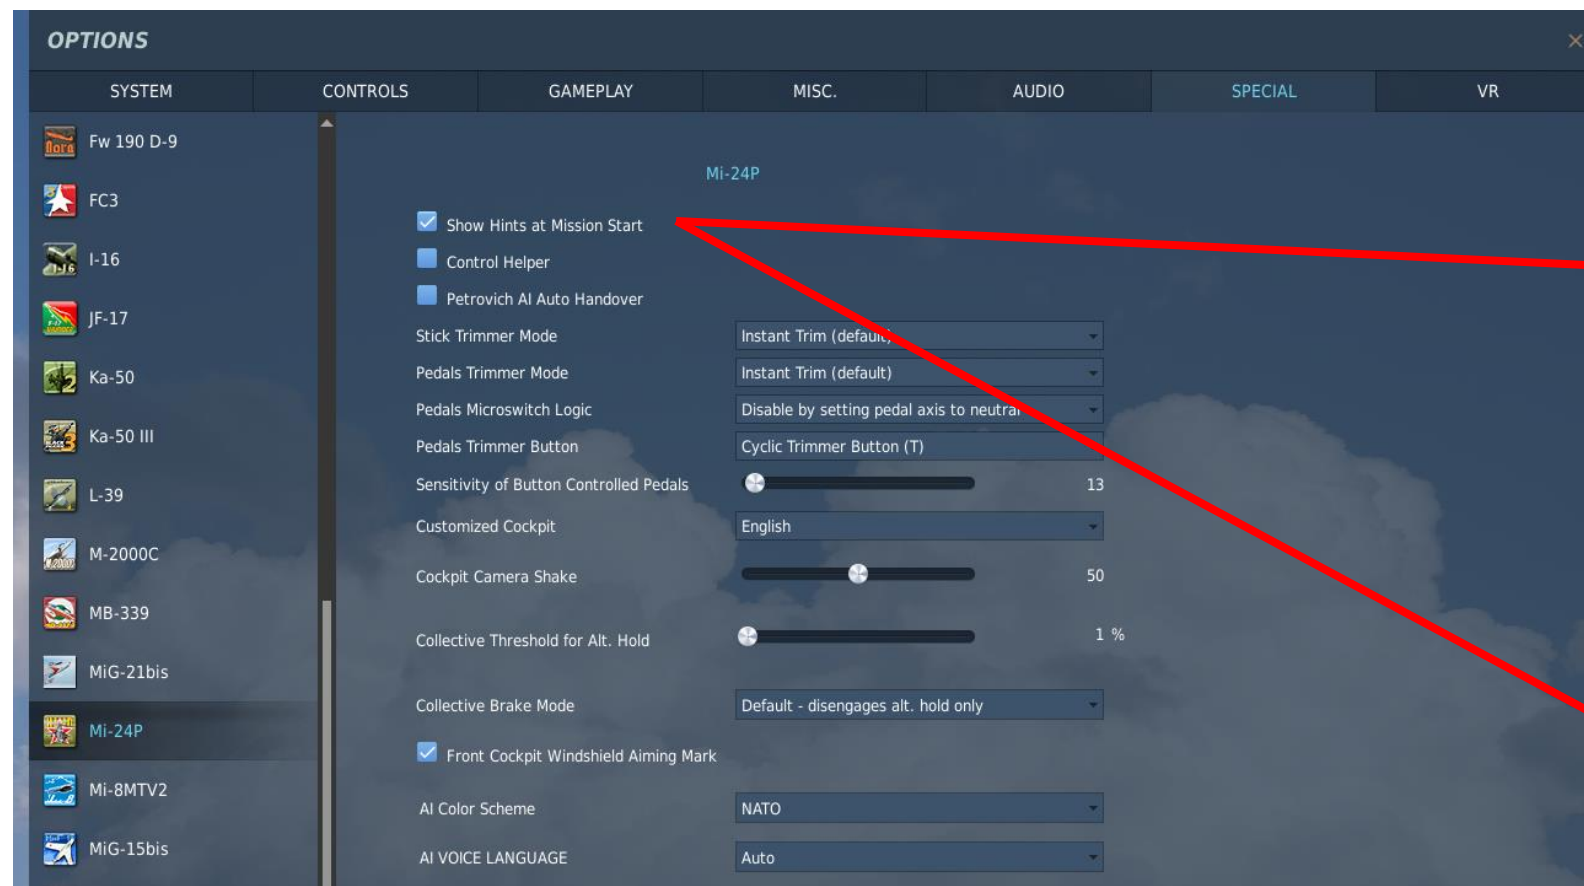 OPTIONS
×
SYSTEM CONTROLS GAMEPLAY MISC. AUDIO SPECIAL VR
Fw 190 D-9
FC3
I-16
JF-17
Ka-50
Ka-50 III
L-39
M-2000C
MB-339
MiG-21bis
Mi-24P
Mi-8MTV2
MiG-15bis
Mi-24P
Show Hints at Mission Start
Control Helper
Petrovich AI Auto Handover
Stick Trimmer Mode Instant Trim (default)
Pedals Trimmer Mode Instant Trim (default)
Pedals Microswitch Logic Disable by setting pedal axis to neutral
Pedals Trimmer Button Cyclic Trimmer Button (T)
Sensitivity of Button Controlled Pedals 13
Customized Cockpit English
Cockpit Camera Shake 50
Collective Threshold for Alt. Hold 1 %
Collective Brake Mode Default - disengages alt. hold only
Front Cockpit Windshield Aiming Mark
AI Color Scheme NATO
AI VOICE LANGUAGE Auto